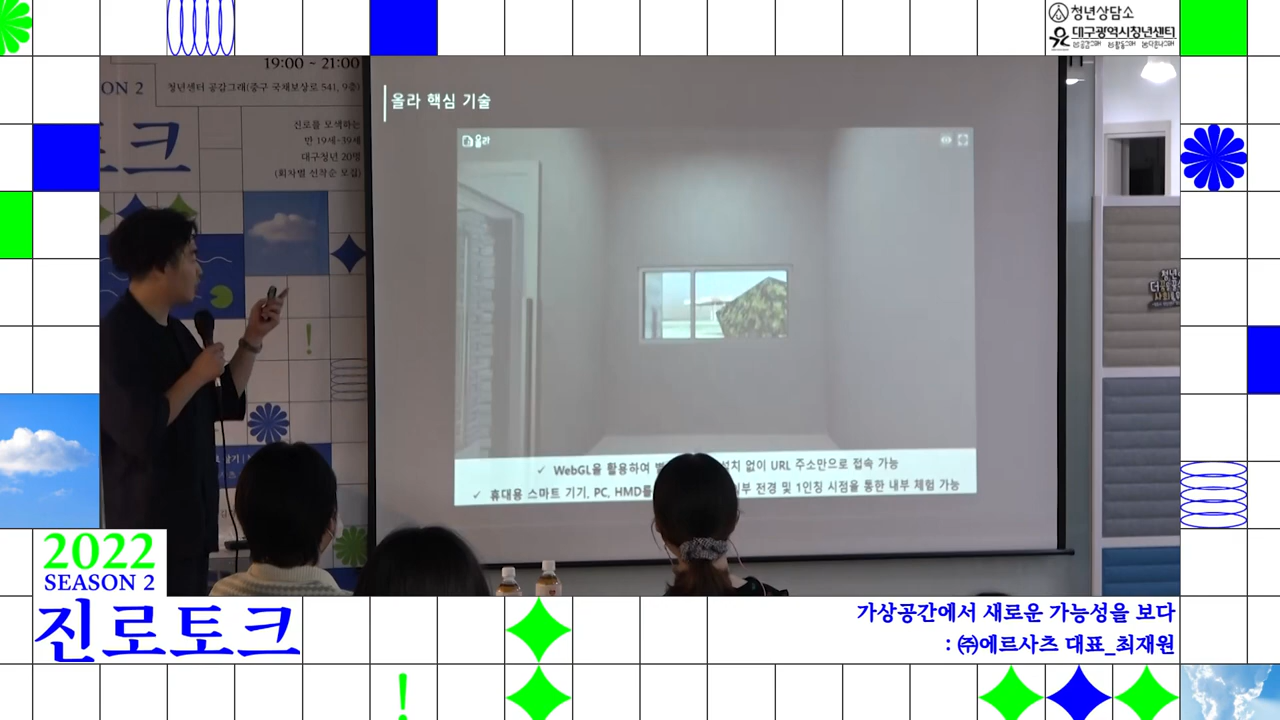 청년상담소
대구광역시청년센터
19:00 ~ 21:00
ON 2
청년센터 공감그래(중구 국채보상로 541, 9층)
토크
진로를 모색하는
만 19세-39세
대구청년 20명
(회차별 선착순 모집)
올라 핵심 기술
올라
✓ WebGL을 활용하여 설치 없이 URL 주소만으로 접속 가능
✓ 휴대용 스마트 기기, PC, HMD를 전경 및 1인칭 시점을 통한 내부 체험 가능
2022
SEASON 2
진로토크
가상공간에서 새로운 가능성을 보다
: ㈜에르사츠 대표_최재원